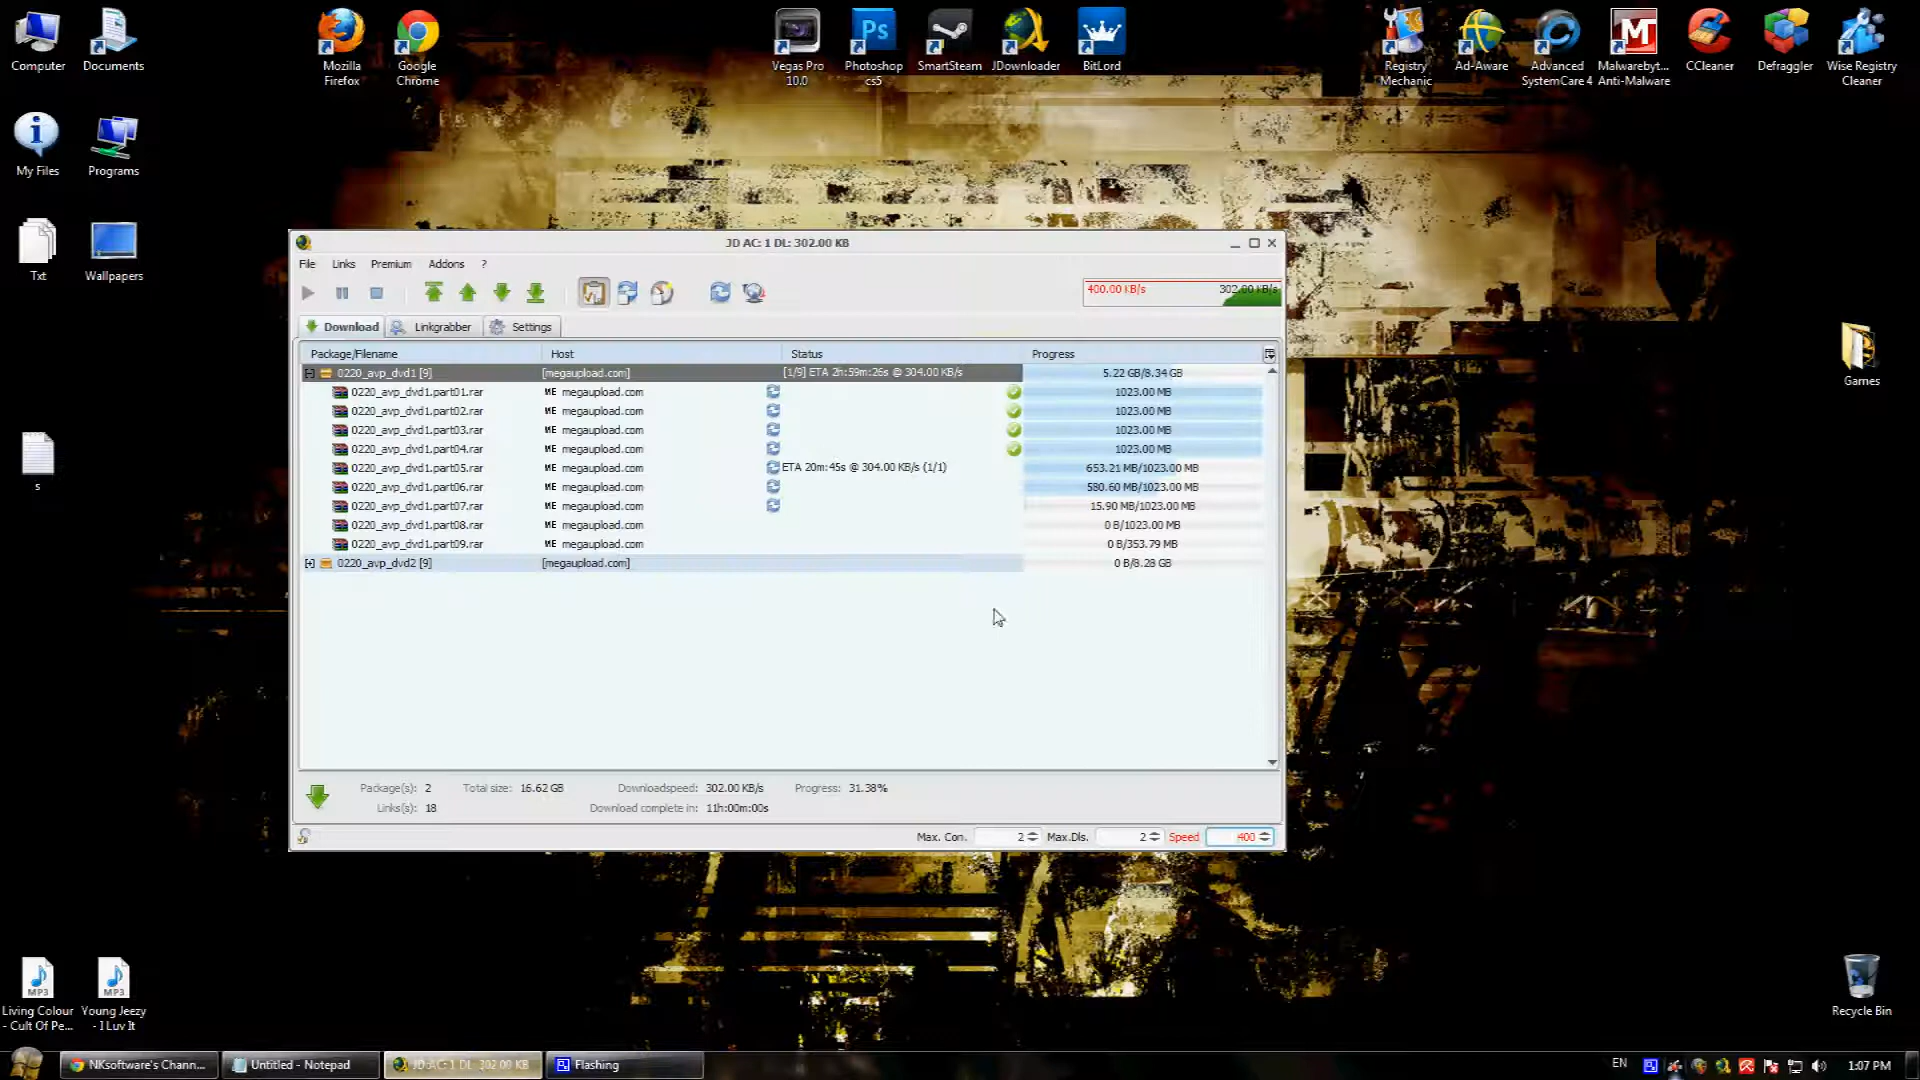 Computer
Documents
Mozilla
Firefox
Google
Chrome
Vegas Pro
10.0
Photoshop
cs5
SmartSteam
JDownloader
BitLord
Registry
Mechanic
Ad-Aware
Advanced
SystemCare 4
Malwarebyt...
Anti-Malware
CCleaner
Defraggler
Wise Registry
Cleaner
My Files
Programs
Txt
Wallpapers
Games
s
JD AC: 1 DL: 302.00 KB
File Links Premium Addons ?
400.00 KB/s 302.00 KB/s
Download Linkgrabber Settings
Package/Filename Host Status Progress
0220_avp_dvd1 [9] [megaupload.com] [1/9] ETA 2h:59m:26s @ 304.00 KB/s 5.22 GB/8.34 GB
0220_avp_dvd1.part01.rar megaupload.com 1023.00 MB
0220_avp_dvd1.part02.rar megaupload.com 1023.00 MB
0220_avp_dvd1.part03.rar megaupload.com 1023.00 MB
0220_avp_dvd1.part04.rar megaupload.com 1023.00 MB
0220_avp_dvd1.part05.rar megaupload.com ETA 20m:45s @ 304.00 KB/s (1/1) 653.21 MB/1023.00 MB
0220_avp_dvd1.part06.rar megaupload.com 580.60 MB/1023.00 MB
0220_avp_dvd1.part07.rar megaupload.com 15.90 MB/1023.00 MB
0220_avp_dvd1.part08.rar megaupload.com 0 B/1023.00 MB
0220_avp_dvd1.part09.rar megaupload.com 0 B/353.79 MB
0220_avp_dvd2 [9] [megaupload.com] 0 B/8.28 GB
Package(s): 2 Total size: 16.62 GB Downloadspeed: 302.00 KB/s Progress: 31.38%
Links(s): 18 Download complete in: 11h:00m:00s
Max. Con. 2 Max.Dls. 2 Speed 400
Living Colour
- Cult Of Pe...
Young Jeezy
- I Luv It
Recycle Bin
NKsoftware's Chann... Untitled - Notepad JD AC: 1 DL: 302.00 KB Flashing EN 1:07 PM